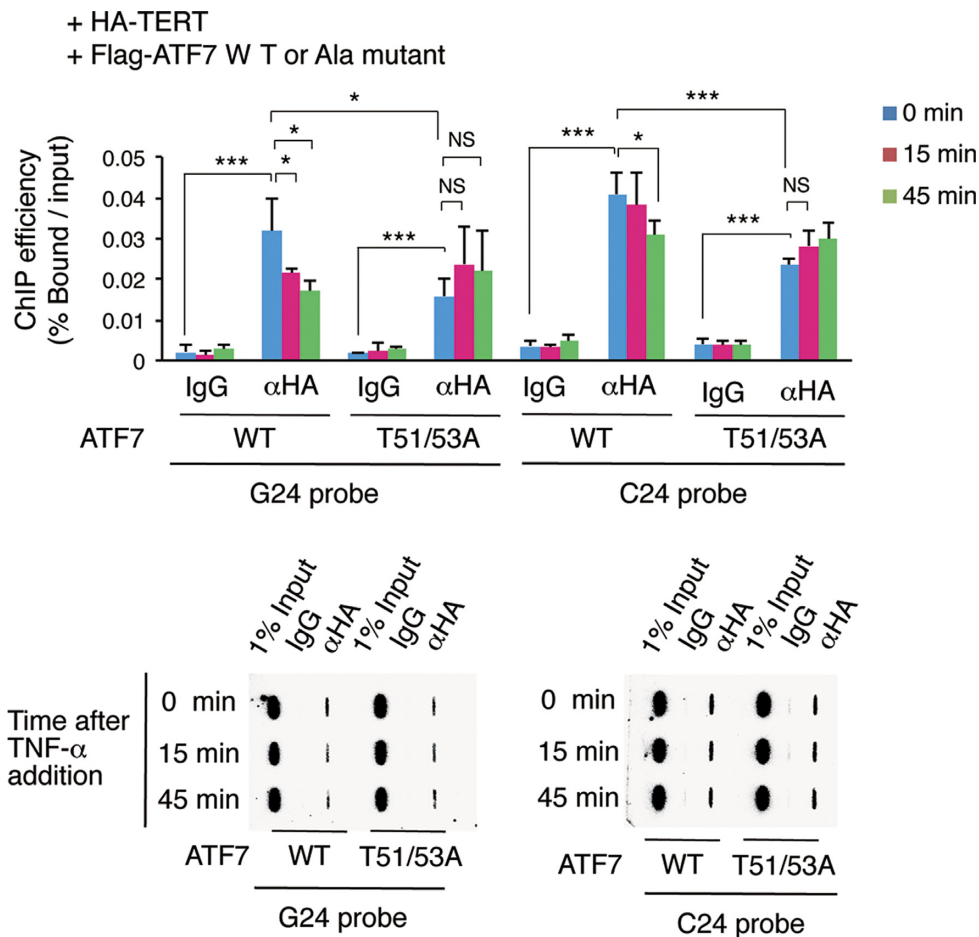 + HA-TERT
+ Flag-ATF7 W T or Ala mutant
* ***
* NS
*** * *** *
NS NS
*** ***
0 min
15 min
45 min
ChIP efficiency
(% Bound / input)
0.05
0.04
0.03
0.02
0.01
0
IgG αHA IgG αHA IgG αHA IgG αHA
ATF7 WT T51/53A WT T51/53A
G24 probe C24 probe
1% Input IgG αHA 1% Input IgG αHA 1% Input IgG αHA 1% Input IgG αHA
Time after
TNF-α
addition
0 min 0 min
15 min 15 min
45 min 45 min
ATF7 WT T51/53A ATF7 WT T51/53A
G24 probe C24 probe